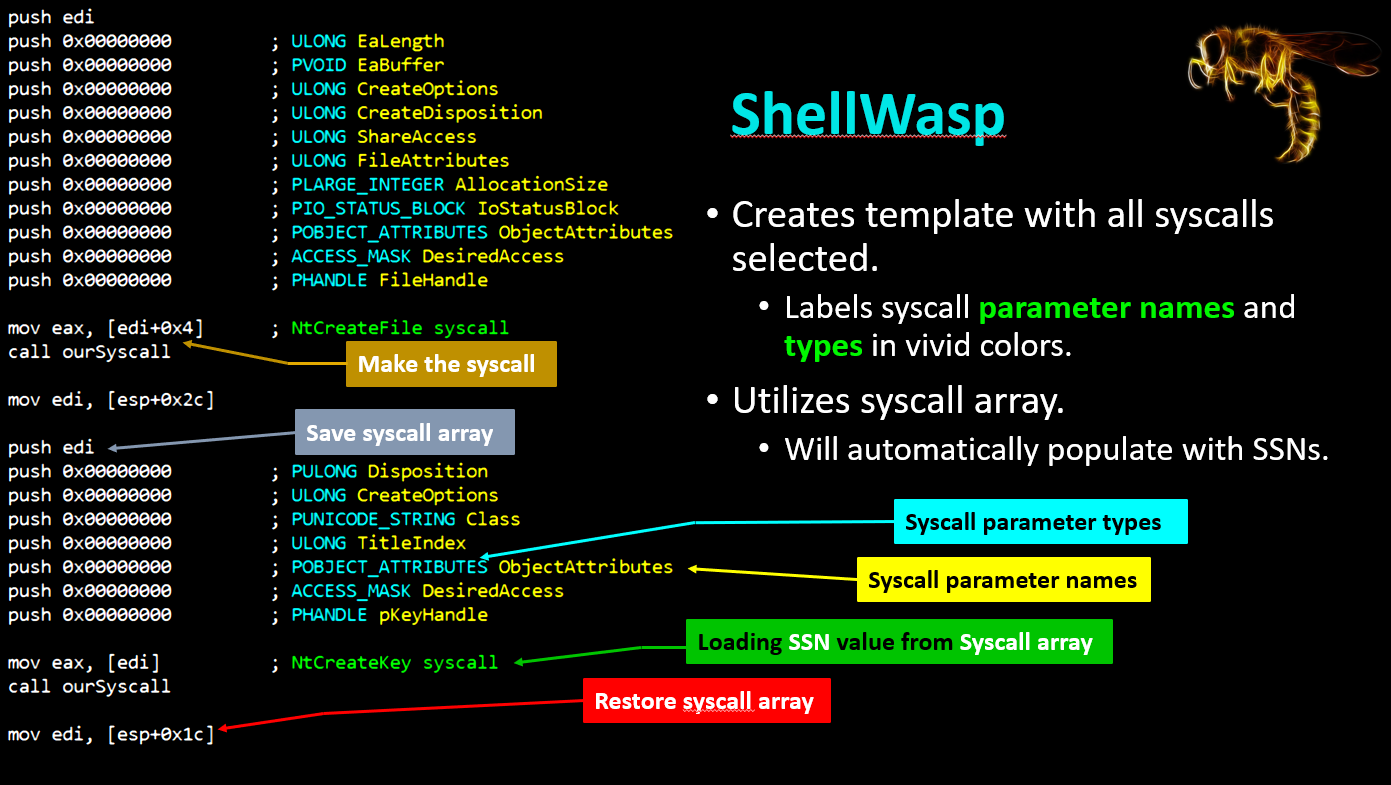 push edi
push 0x00000000 ; ULONG EaLength
push 0x00000000 ; PVOID EaBuffer
push 0x00000000 ; ULONG CreateOptions
push 0x00000000 ; ULONG CreateDisposition
push 0x00000000 ; ULONG ShareAccess
push 0x00000000 ; ULONG FileAttributes
push 0x00000000 ; PLARGE_INTEGER AllocationSize
push 0x00000000 ; PIO_STATUS_BLOCK IoStatusBlock
push 0x00000000 ; POBJECT_ATTRIBUTES ObjectAttributes
push 0x00000000 ; ACCESS_MASK DesiredAccess
push 0x00000000 ; PHANDLE FileHandle
mov eax, [edi+0x4] ; NtCreateFile syscall
call ourSyscall
Make the syscall
mov edi, [esp+0x2c]
Save syscall array
push edi
push 0x00000000 ; PULONG Disposition
push 0x00000000 ; ULONG CreateOptions
push 0x00000000 ; PUNICODE_STRING Class
push 0x00000000 ; ULONG TitleIndex
push 0x00000000 ; POBJECT_ATTRIBUTES ObjectAttributes
push 0x00000000 ; ACCESS_MASK DesiredAccess
push 0x00000000 ; PHANDLE pKeyHandle
mov eax, [edi] ; NtCreateKey syscall
call ourSyscall
mov edi, [esp+0x1c]
ShellWasp
• Creates template with all syscalls
selected.
• Labels syscall parameter names and
types in vivid colors.
• Utilizes syscall array.
• Will automatically populate with SSNs.
Syscall parameter types
Syscall parameter names
Loading SSN value from Syscall array
Restore syscall array